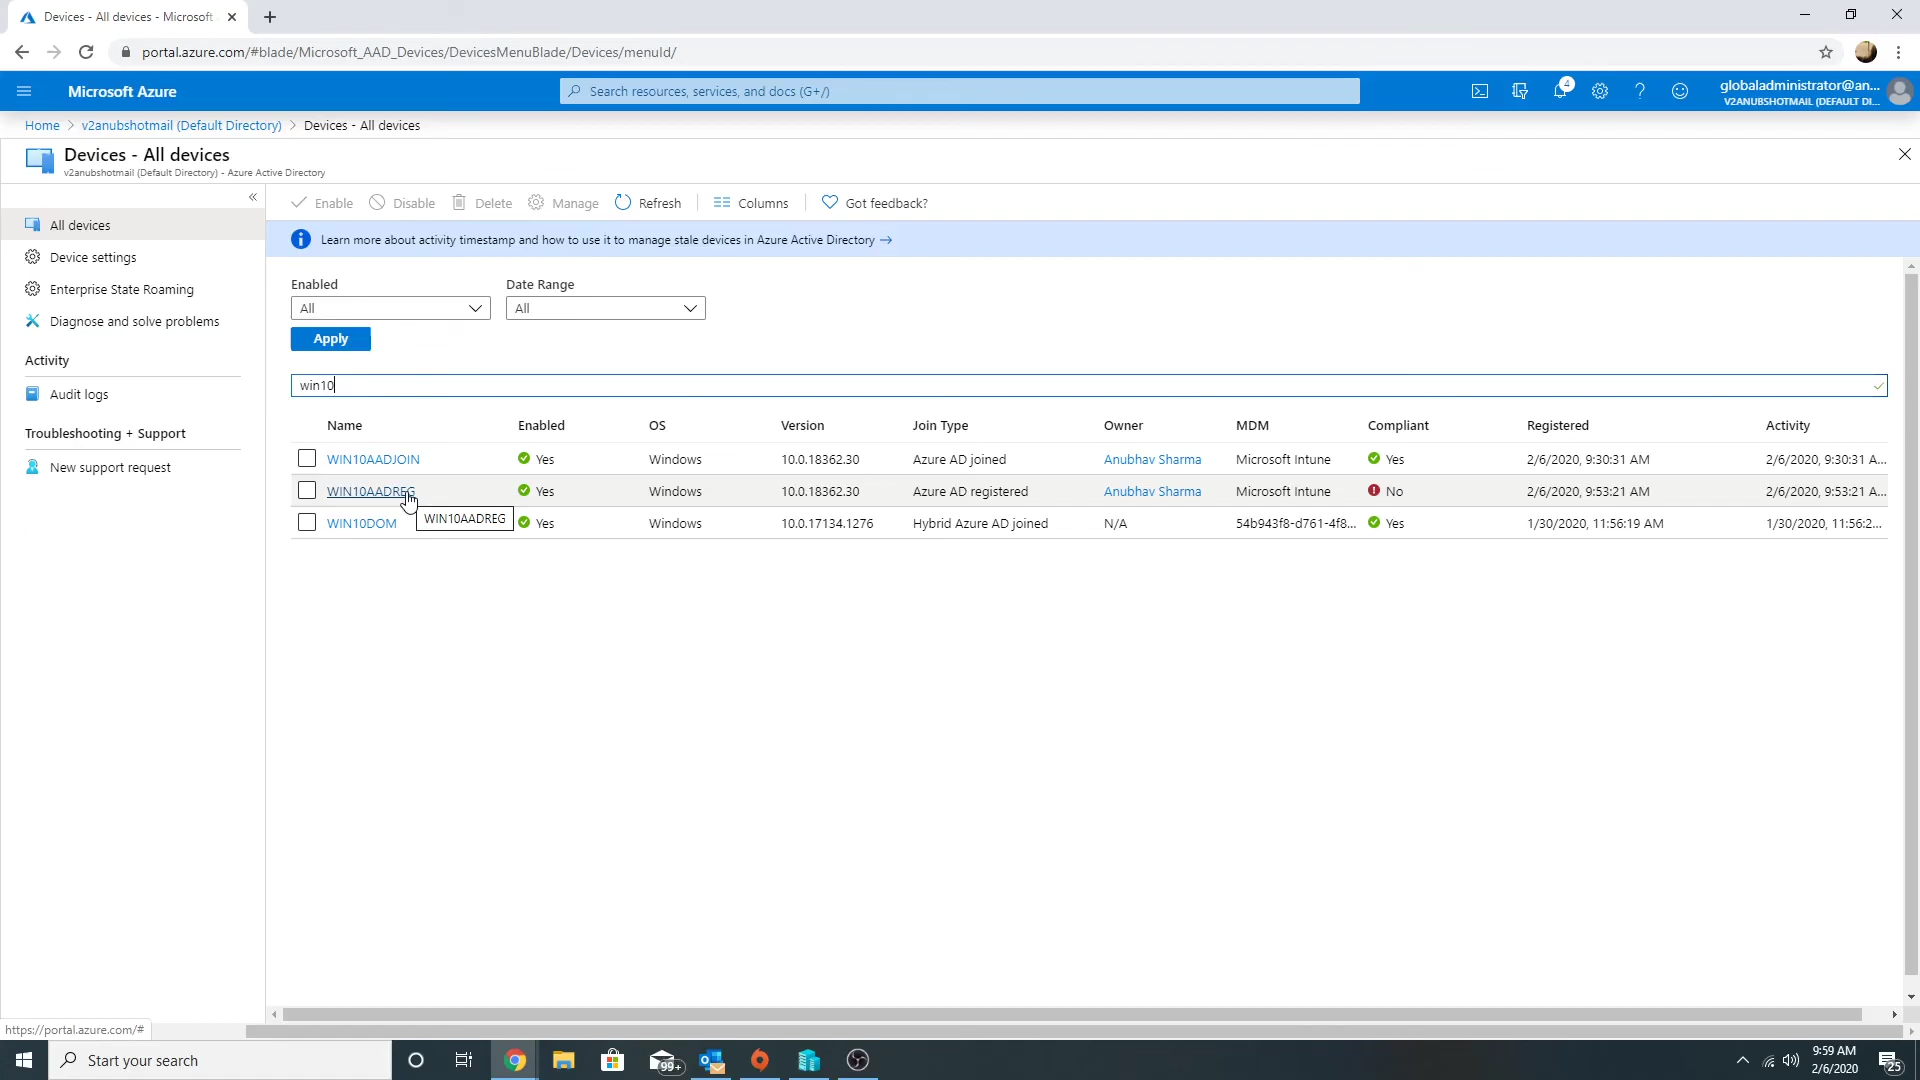 Devices - All devices - Microsoft
portal.azure.com/#blade/Microsoft_AAD_Devices/DevicesMenuBlade/Devices/menuId/
Microsoft Azure
Search resources, services, and docs (G+/)
4
globaladministrator@an...
V2ANUBSHOTMAIL (DEFAULT DI...
Home > v2anubshotmail (Default Directory) > Devices - All devices
Devices - All devices
v2anubshotmail (Default Directory) - Azure Active Directory
All devices
Device settings
Enterprise State Roaming
Diagnose and solve problems
Activity
Audit logs
Troubleshooting + Support
New support request
Enable Disable Delete Manage Refresh Columns Got feedback?
Learn more about activity timestamp and how to use it to manage stale devices in Azure Active Directory →
Enabled Date Range
All All
Apply
win10
Name Enabled OS Version Join Type Owner MDM Compliant Registered Activity
WIN10AADJOIN Yes Windows 10.0.18362.30 Azure AD joined Anubhav Sharma Microsoft Intune Yes 2/6/2020, 9:30:31 AM 2/6/2020, 9:30:31 A...
WIN10AADREG Yes Windows 10.0.18362.30 Azure AD registered Anubhav Sharma Microsoft Intune No 2/6/2020, 9:53:21 AM 2/6/2020, 9:53:21 A...
WIN10AADREG
WIN10DOM Yes Windows 10.0.17134.1276 Hybrid Azure AD joined N/A 54b943f8-d761-4f8... Yes 1/30/2020, 11:56:19 AM 1/30/2020, 11:56:2...
https://portal.azure.com/#
Start your search
99+
9:59 AM
2/6/2020
25